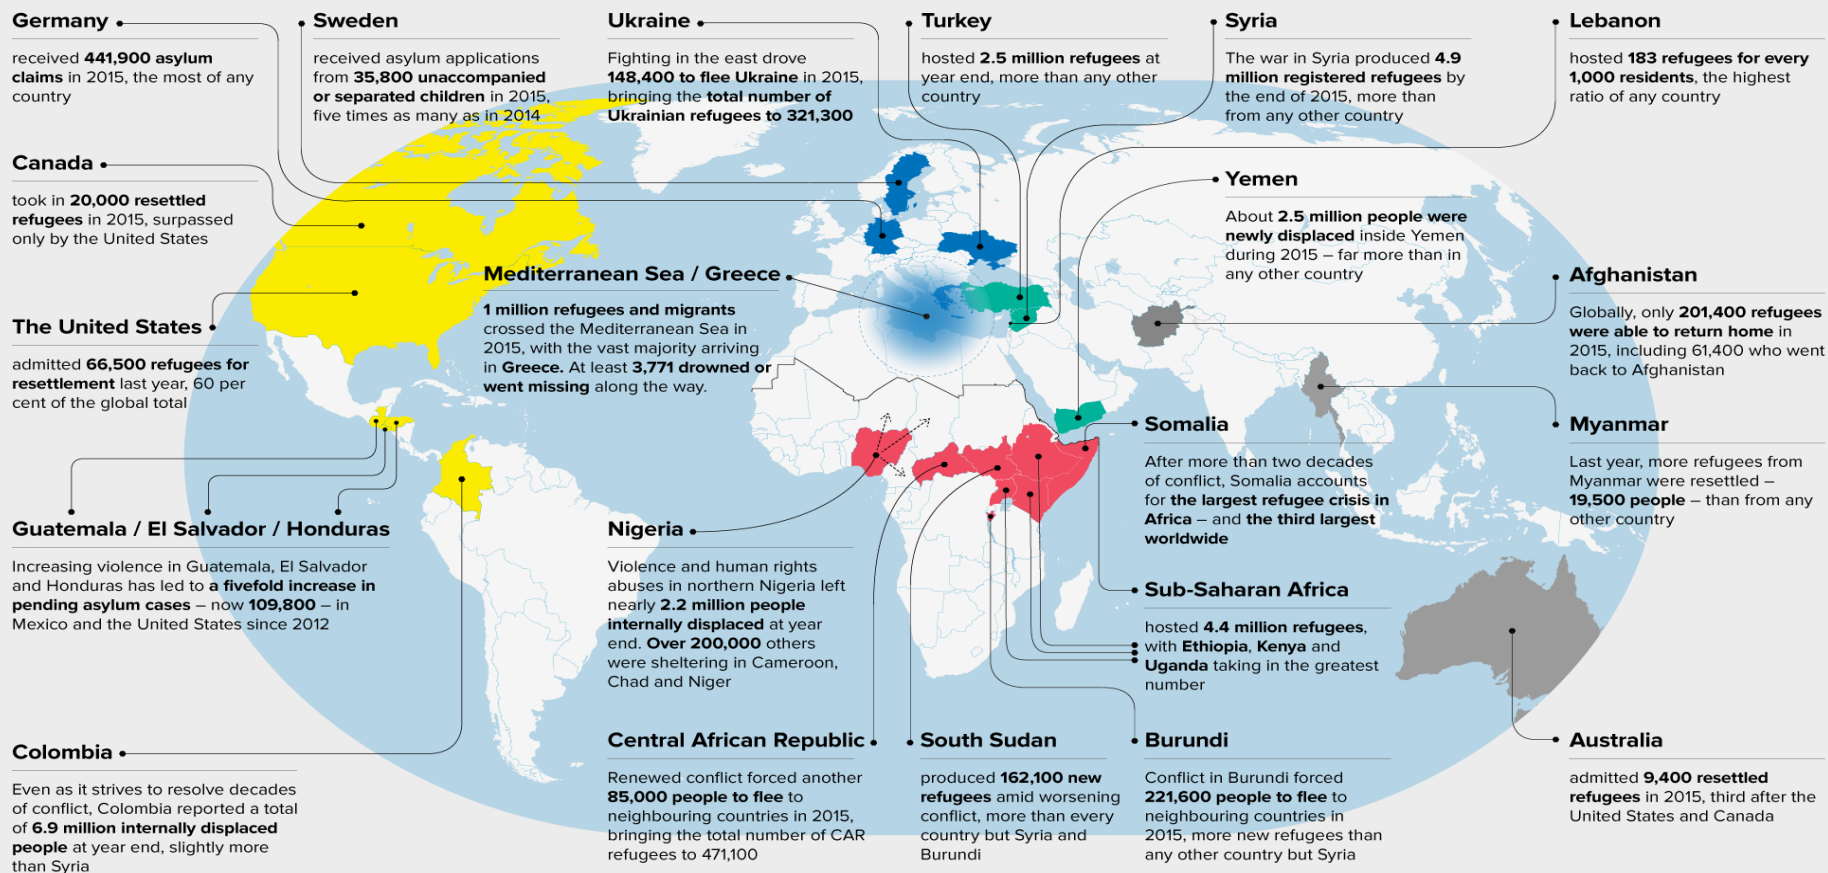 Germany
received 441,900 asylum
claims in 2015, the most of any
country
Sweden
received asylum applications
from 35,800 unaccompanied
or separated children in 2015,
five times as many as in 2014
Ukraine
Fighting in the east drove
148,400 to flee Ukraine in 2015,
bringing the total number of
Ukrainian refugees to 321,300
Turkey
hosted 2.5 million refugees at
year end, more than any other
country
Syria
The war in Syria produced 4.9
million registered refugees by
the end of 2015, more than
from any other country
Lebanon
hosted 183 refugees for every
1,000 residents, the highest
ratio of any country
Canada
took in 20,000 resettled
refugees in 2015, surpassed
only by the United States
Yemen
About 2.5 million people were
newly displaced inside Yemen
during 2015 – far more than in
any other country
Mediterranean Sea / Greece
1 million refugees and migrants
crossed the Mediterranean Sea in
2015, with the vast majority arriving
in Greece. At least 3,771 drowned or
went missing along the way.
Afghanistan
Globally, only 201,400 refugees
were able to return home in
2015, including 61,400 who went
back to Afghanistan
The United States
admitted 66,500 refugees for
resettlement last year, 60 per
cent of the global total
Somalia
After more than two decades
of conflict, Somalia accounts
for the largest refugee crisis in
Africa – and the third largest
worldwide
Myanmar
Last year, more refugees from
Myanmar were resettled –
19,500 people – than from any
other country
Guatemala / El Salvador / Honduras
Increasing violence in Guatemala, El Salvador
and Honduras has led to a fivefold increase in
pending asylum cases – now 109,800 – in
Mexico and the United States since 2012
Nigeria
Violence and human rights
abuses in northern Nigeria left
nearly 2.2 million people
internally displaced at year
end. Over 200,000 others
were sheltering in Cameroon,
Chad and Niger
Sub-Saharan Africa
hosted 4.4 million refugees,
with Ethiopia, Kenya and
Uganda taking in the greatest
number
Colombia
Even as it strives to resolve decades
of conflict, Colombia reported a total
of 6.9 million internally displaced
people at year end, slightly more
than Syria
Central African Republic
Renewed conflict forced another
85,000 people to flee to
neighbouring countries in 2015,
bringing the total number of CAR
refugees to 471,100
South Sudan
produced 162,100 new
refugees amid worsening
conflict, more than every
country but Syria and
Burundi
Burundi
Conflict in Burundi forced
221,600 people to flee to
neighbouring countries in
2015, more new refugees than
any other country but Syria
Australia
admitted 9,400 resettled
refugees in 2015, third after the
United States and Canada